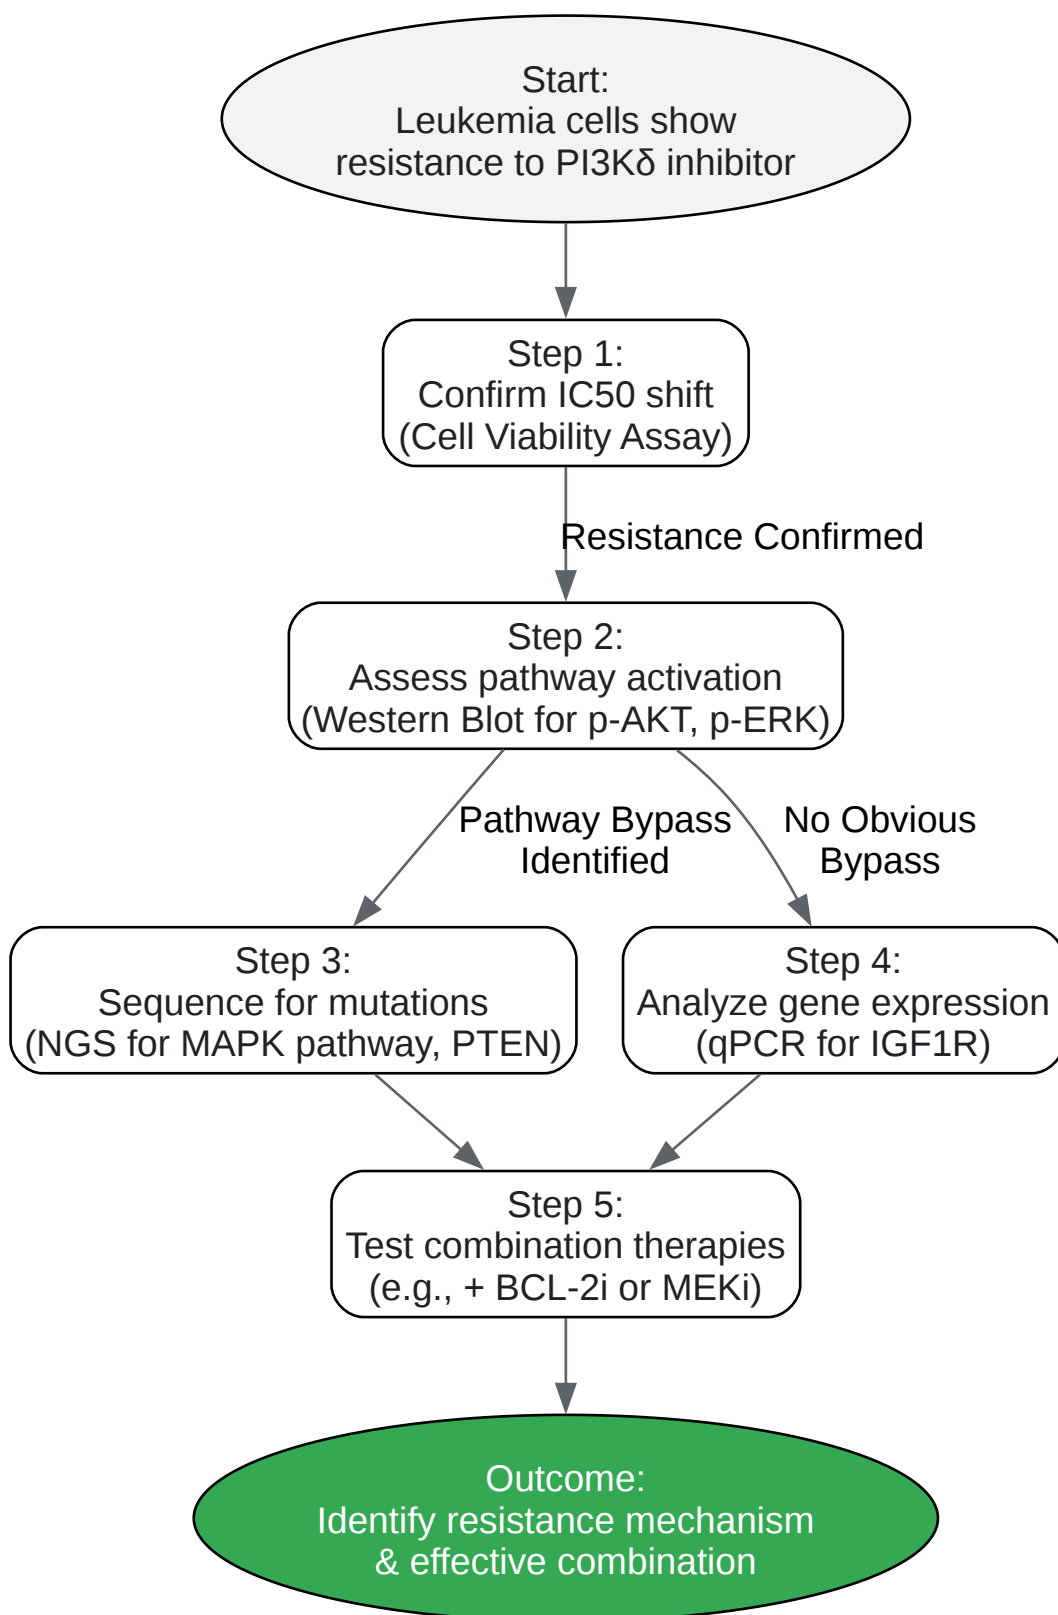 Start:
Leukemia cells show
resistance to PI3Kδ inhibitor
Step 1:
Confirm IC50 shift
(Cell Viability Assay)
Resistance Confirmed
Step 2:
Assess pathway activation
(Western Blot for p-AKT, p-ERK)
Pathway Bypass
Identified
No Obvious
Bypass
Step 3:
Sequence for mutations
(NGS for MAPK pathway, PTEN)
Step 4:
Analyze gene expression
(qPCR for IGF1R)
Step 5:
Test combination therapies
(e.g., + BCL-2i or MEKi)
Outcome:
Identify resistance mechanism
& effective combination